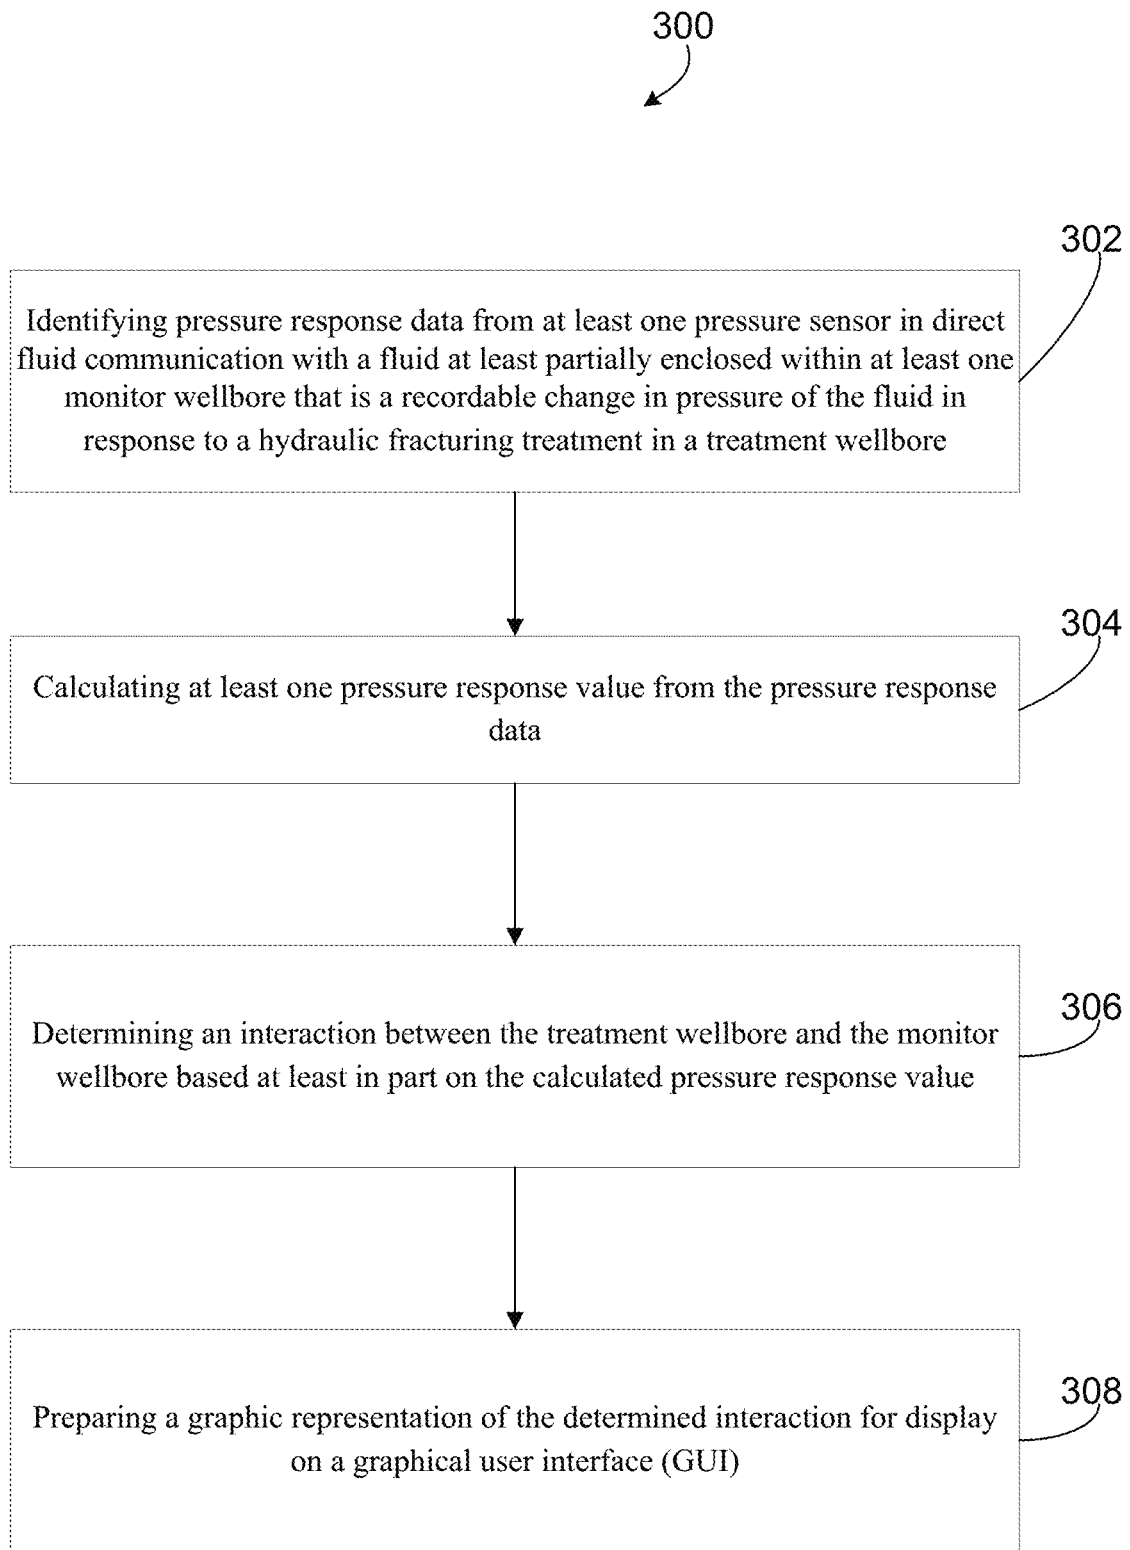 300
302
Identifying pressure response data from at least one pressure sensor in direct
fluid communication with a fluid at least partially enclosed within at least one
monitor wellbore that is a recordable change in pressure of the fluid in
response to a hydraulic fracturing treatment in a treatment wellbore
304
Calculating at least one pressure response value from the pressure response
data
306
Determining an interaction between the treatment wellbore and the monitor
wellbore based at least in part on the calculated pressure response value
308
Preparing a graphic representation of the determined interaction for display
on a graphical user interface (GUI)